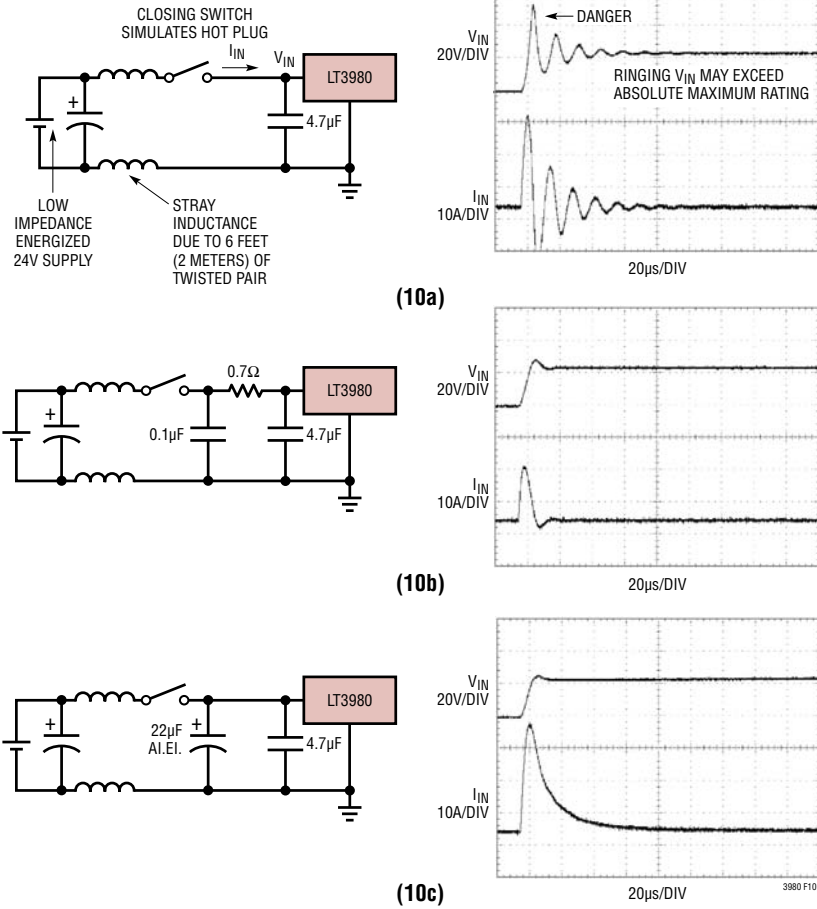 CLOSING SWITCH
SIMULATES HOT PLUG
I_IN
V_IN
LT3980
+
4.7µF
LOW
IMPEDANCE
ENERGIZED
24V SUPPLY
STRAY
INDUCTANCE
DUE TO 6 FEET
(2 METERS) OF
TWISTED PAIR
V_IN
20V/DIV
DANGER
RINGING V_IN MAY EXCEED
ABSOLUTE MAXIMUM RATING
I_IN
10A/DIV
20µs/DIV
(10a)
0.7Ω
LT3980
+
0.1µF
4.7µF
V_IN
20V/DIV
I_IN
10A/DIV
20µs/DIV
(10b)
LT3980
+
22µF
AI.EI.
+
4.7µF
V_IN
20V/DIV
I_IN
10A/DIV
20µs/DIV
3980 F10
(10c)